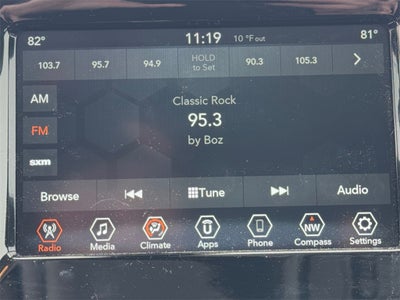 82° 11:19 10 °F out 81°
103.7 95.7 94.9 HOLD to Set 90.3 105.3 >
AM
Classic Rock
FM
95.3
by Boz
sxm
Browse Tune Audio
Radio Media Climate Apps Phone NW Compass Settings